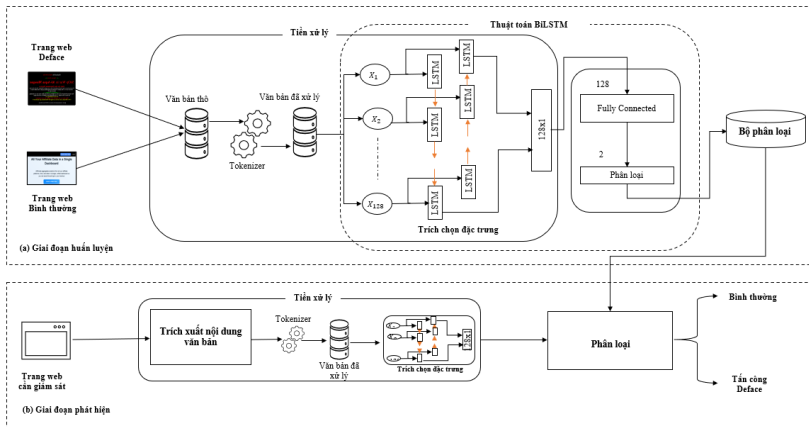 Thuật toán BiLSTM
Tiền xử lý
Trang web
Deface
Văn bản thô
Văn bản đã xử lý
Tokenizer
Trang web
Bình thường
X1
X2
X128
LSTM
LSTM
LSTM
LSTM
LSTM
LSTM
128x1
Trích chọn đặc trưng
128
Fully Connected
2
Phân loại
Bộ phân loại
(a) Giai đoạn huấn luyện
Tiền xử lý
Trang web
cần giám sát
Trích xuất nội dung
văn bản
Tokenizer
Văn bản đã
xử lý
128x1
Trích chọn đặc trưng
Phân loại
Bình thường
Tấn công
Deface
(b) Giai đoạn phát hiện